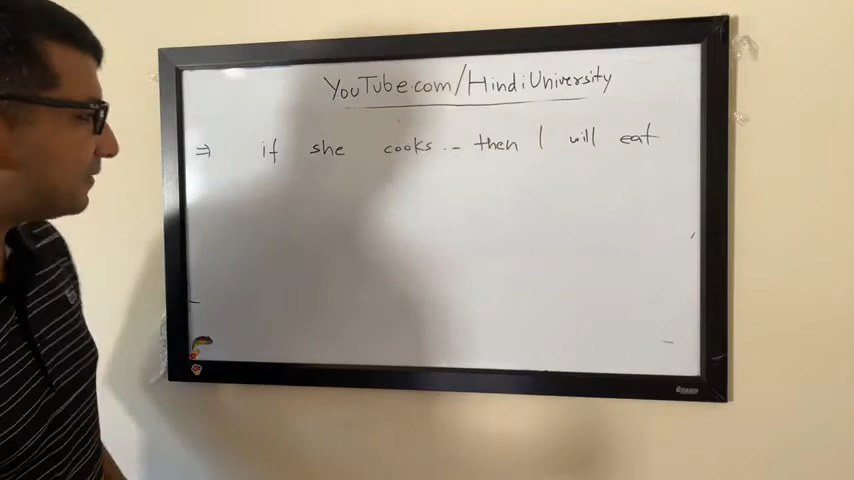 YouTube.com/HindiUniversity
⇒ if she cooks .. then I will eat